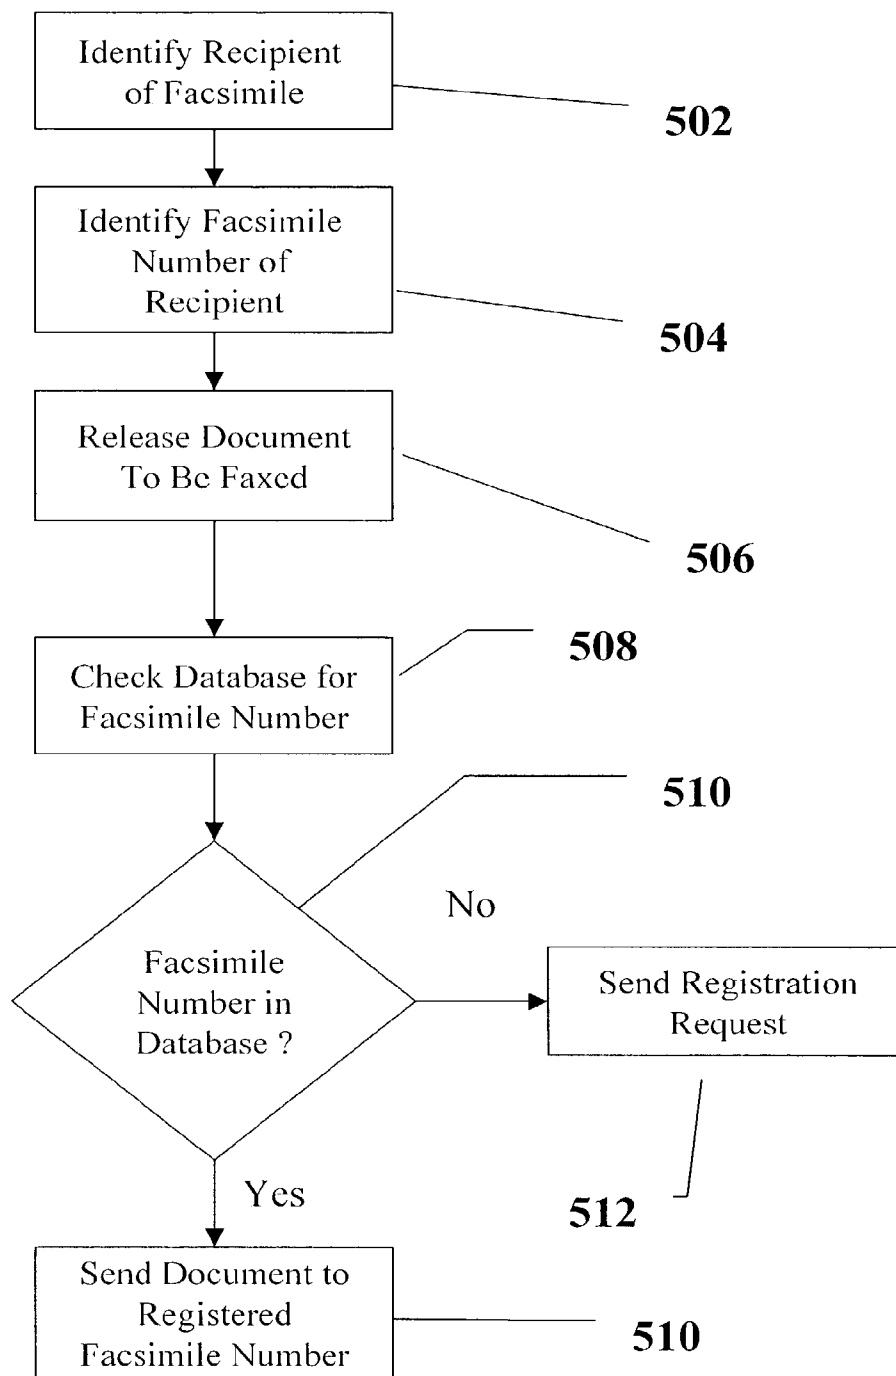 Identify Recipient
of Facsimile
502
Identify Facsimile
Number of
Recipient
504
Release Document
To Be Faxed
506
Check Database for
Facsimile Number
508
510
Facsimile
Number in
Database ?
No
Send Registration
Request
512
Yes
Send Document to
Registered
Facsimile Number
510